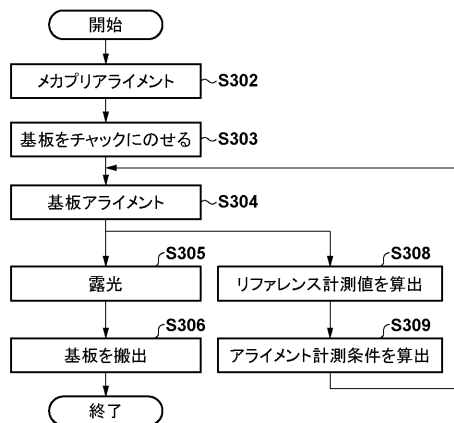 開始
メカプリアライメント
S302
基板をチャックにのせる
S303
基板アライメント
S304
S305
露光
S306
基板を搬出
終了
S308
リファレンス計測値を算出
S309
アライメント計測条件を算出